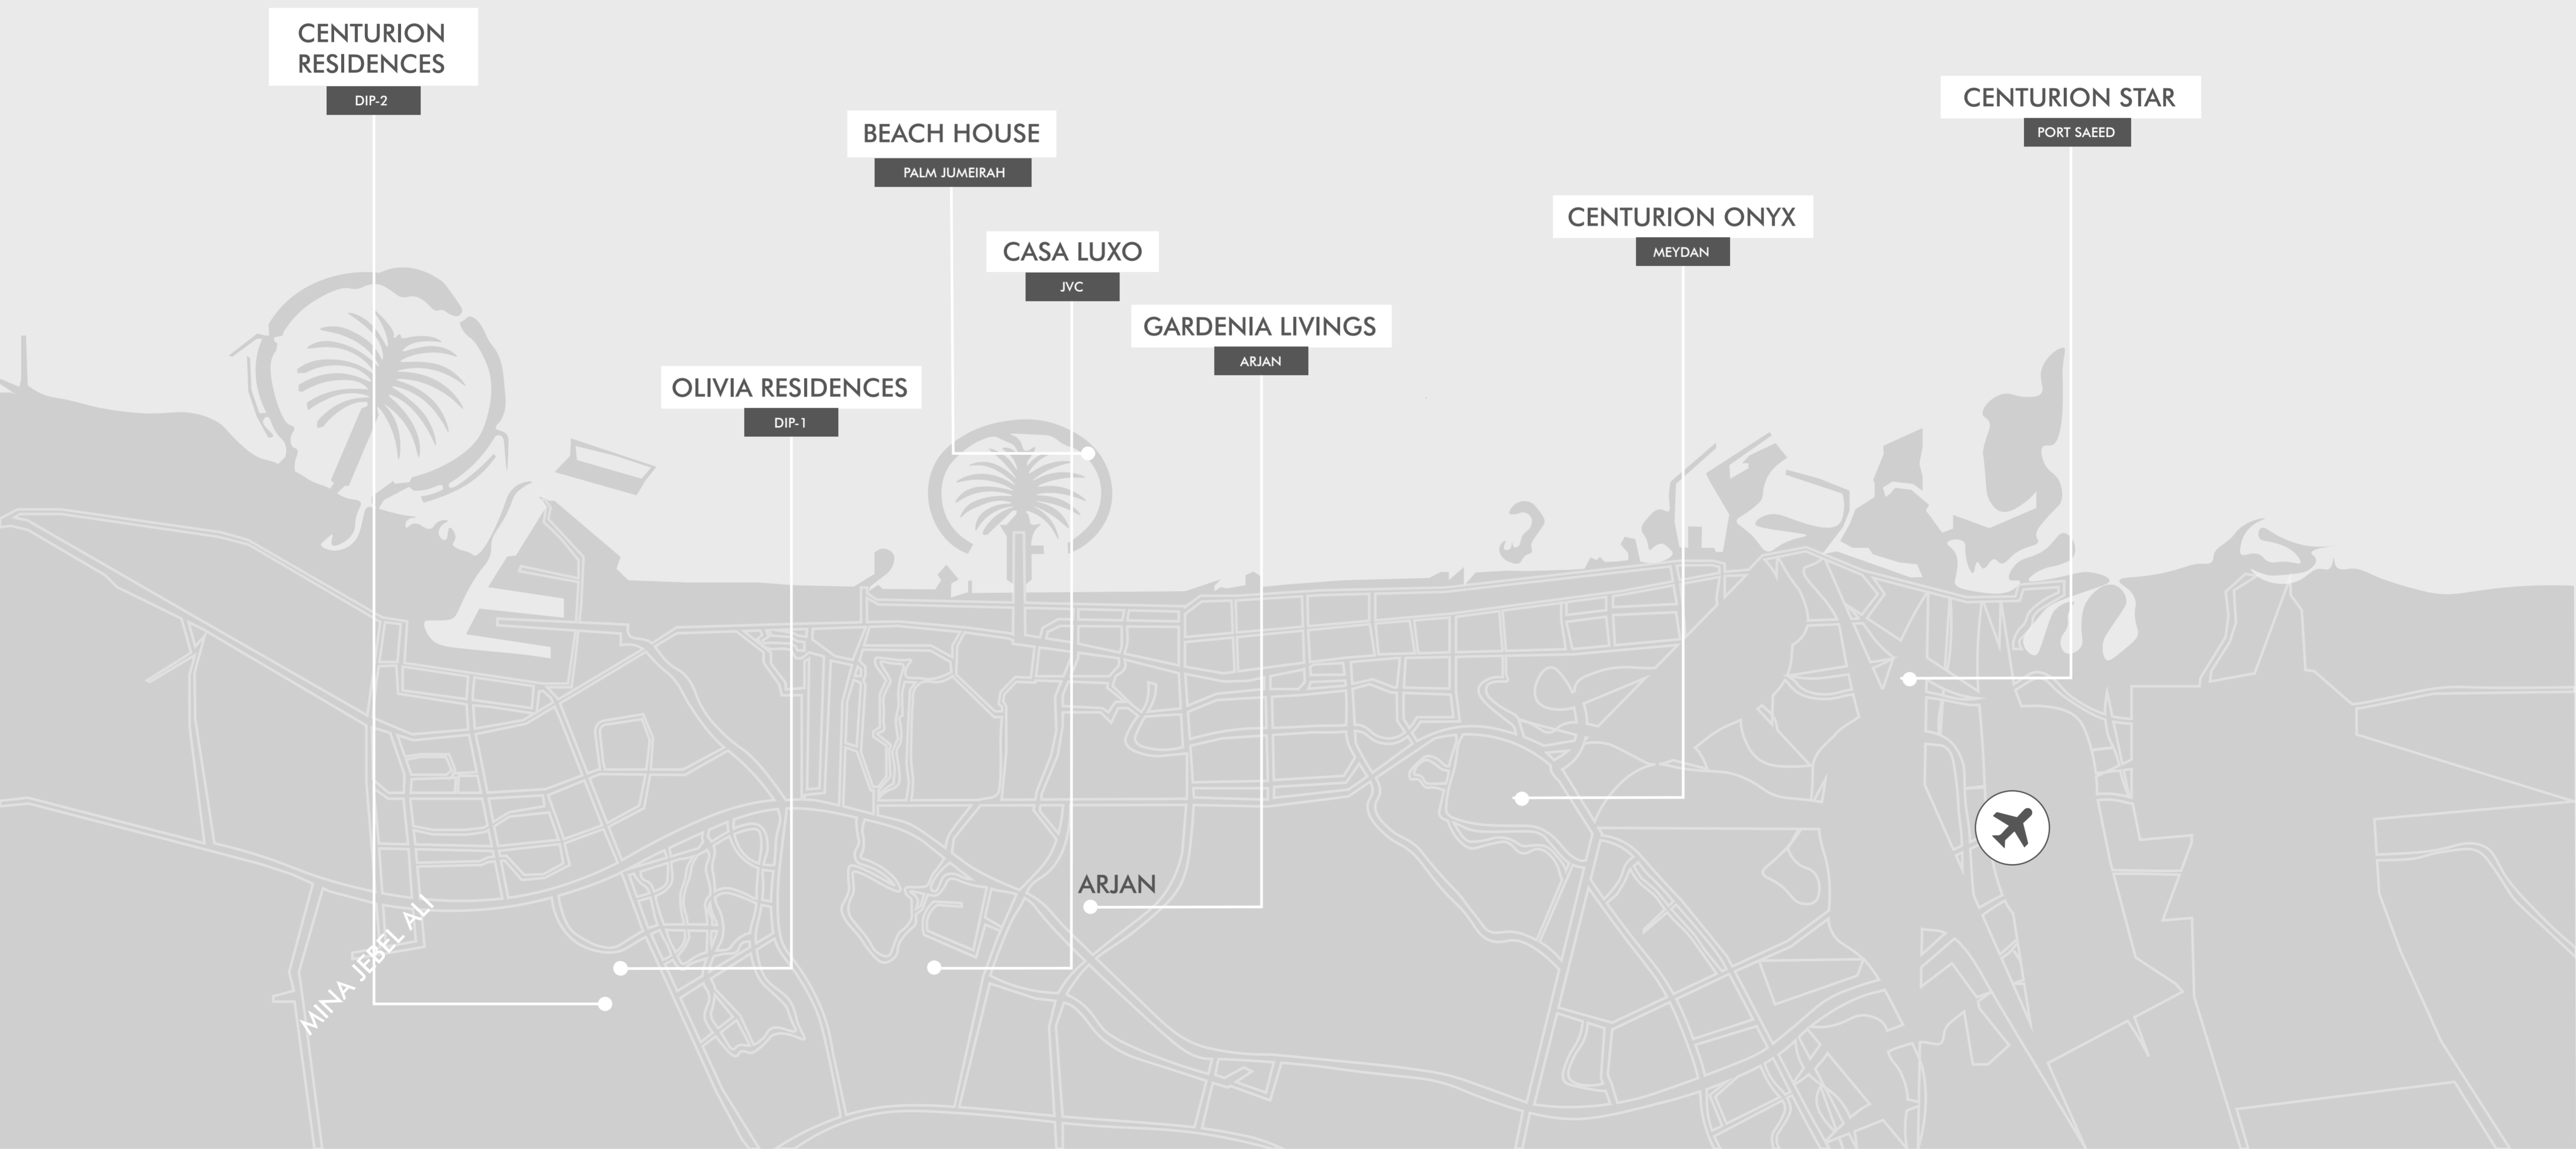 CENTURION
RESIDENCES
DIP-2
BEACH HOUSE
PALM JUMEIRAH
CASA LUXO
JVC
GARDENIA LIVINGS
ARJAN
OLIVIA RESIDENCES
DIP-1
CENTURION ONYX
MEYDAN
CENTURION STAR
PORT SAEED
ARJAN
MINA JEBEL ALI